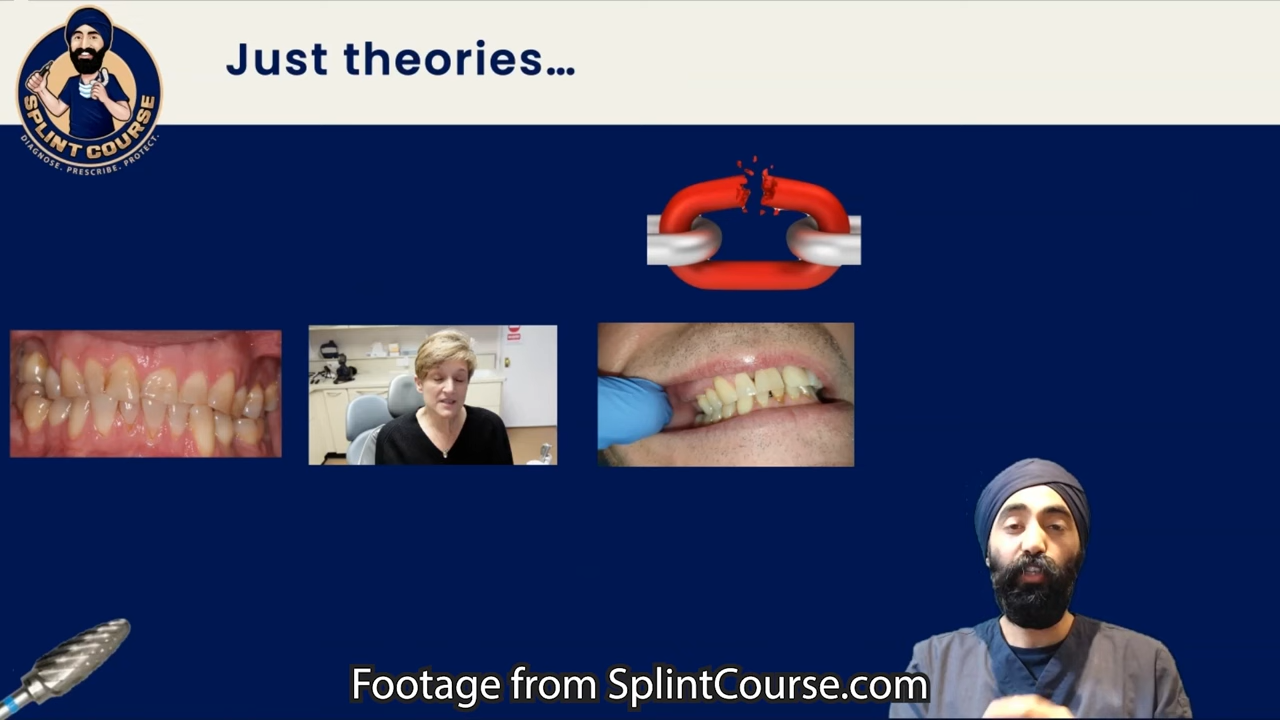 Just theories...
SPLINT COURSE
DIAGNOSE. PRESCRIBE. PROTECT.
Footage from SplintCourse.com